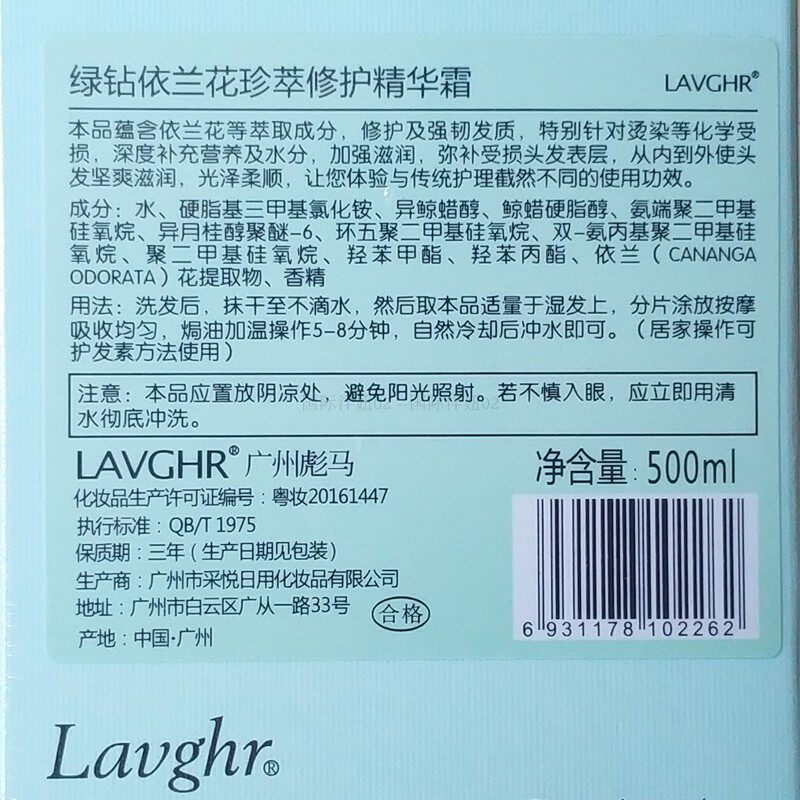 绿钻依兰花珍萃修护精华霜 LAVGHR®
本品蕴含依兰花等萃取成分，修护及强韧发质，特别针对烫染等化学受
损，深度补充营养及水分，加强滋润，弥补受损头发表层，从内到外使头
发坚爽滋润，光泽柔顺，让您体验与传统护理截然不同的使用功效。
成分：水、硬脂基三甲基氯化铵、异鲸蜡醇、鲸蜡硬脂醇、氨端聚二甲基
硅氧烷、异月桂醇聚醚-6、环五聚二甲基硅氧烷、双-氨丙基聚二甲基硅
氧烷、聚二甲基硅氧烷、羟苯甲酯、羟苯丙酯、依兰（CANANGA
ODORATA）花提取物、香精
用法：洗发后，抹干至不滴水，然后取本品适量于湿发上，分片涂放按摩
吸收均匀，焗油加温操作5-8分钟，自然冷却后冲水即可。（居家操作可
护发素方法使用）
注意：本品应置放阴凉处，避免阳光照射。若不慎入眼，应立即用清
水彻底冲洗。
LAVGHR®广州彪马
净含量：500ml
化妆品生产许可证编号：粤妆20161447
执行标准：QB/T 1975
保质期：三年（生产日期见包装）
生产商：广州市采悦日用化妆品有限公司
地址：广州市白云区广从一路33号
合格
产地：中国·广州
6 931178 102262
Lavghr®